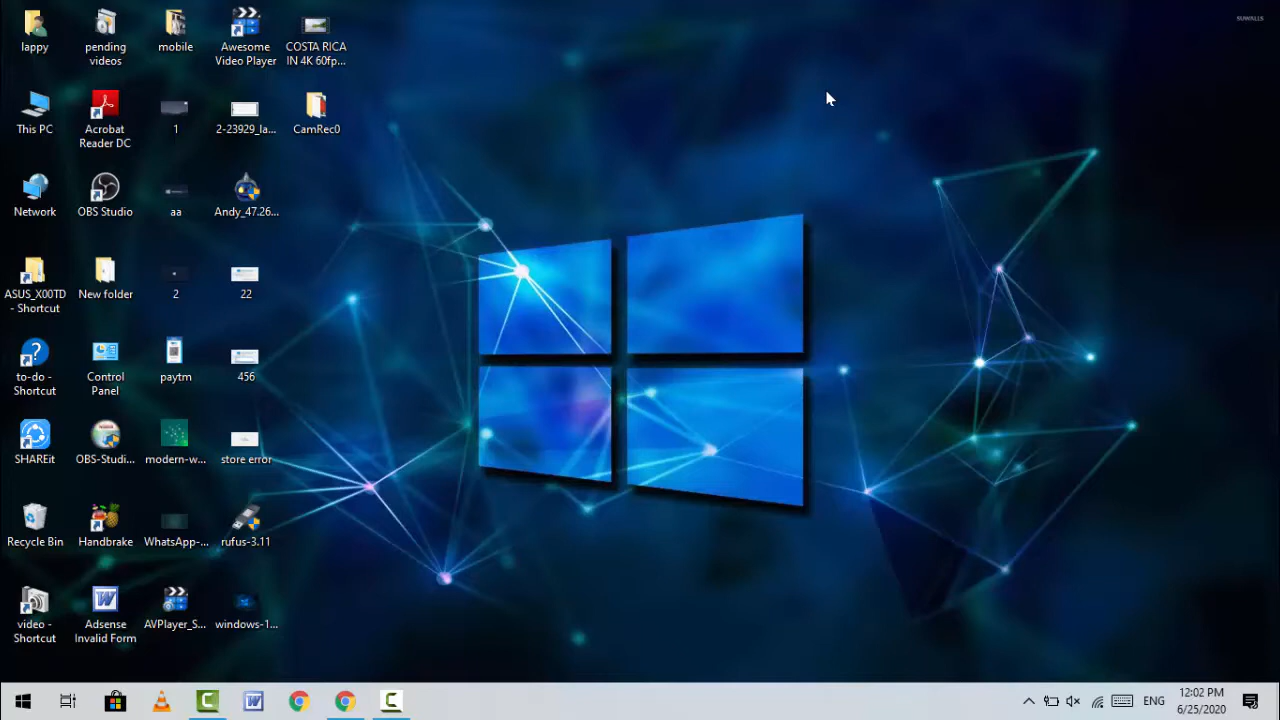 SUWALLS
lappy
pending
videos
mobile
Awesome
Video Player
COSTA RICA
IN 4K 60fp...
This PC
Acrobat
Reader DC
1
2-23929_la...
CamRec0
Network
OBS Studio
aa
Andy_47.26...
ASUS_X00TD
- Shortcut
New folder
2
22
to-do -
Shortcut
Control
Panel
paytm
456
SHAREit
OBS-Studi...
modern-w...
store error
Recycle Bin
Handbrake
WhatsApp-...
rufus-3.11
video -
Shortcut
Adsense
Invalid Form
AVPlayer_S...
windows-1...
ENG
12:02 PM
6/25/2020